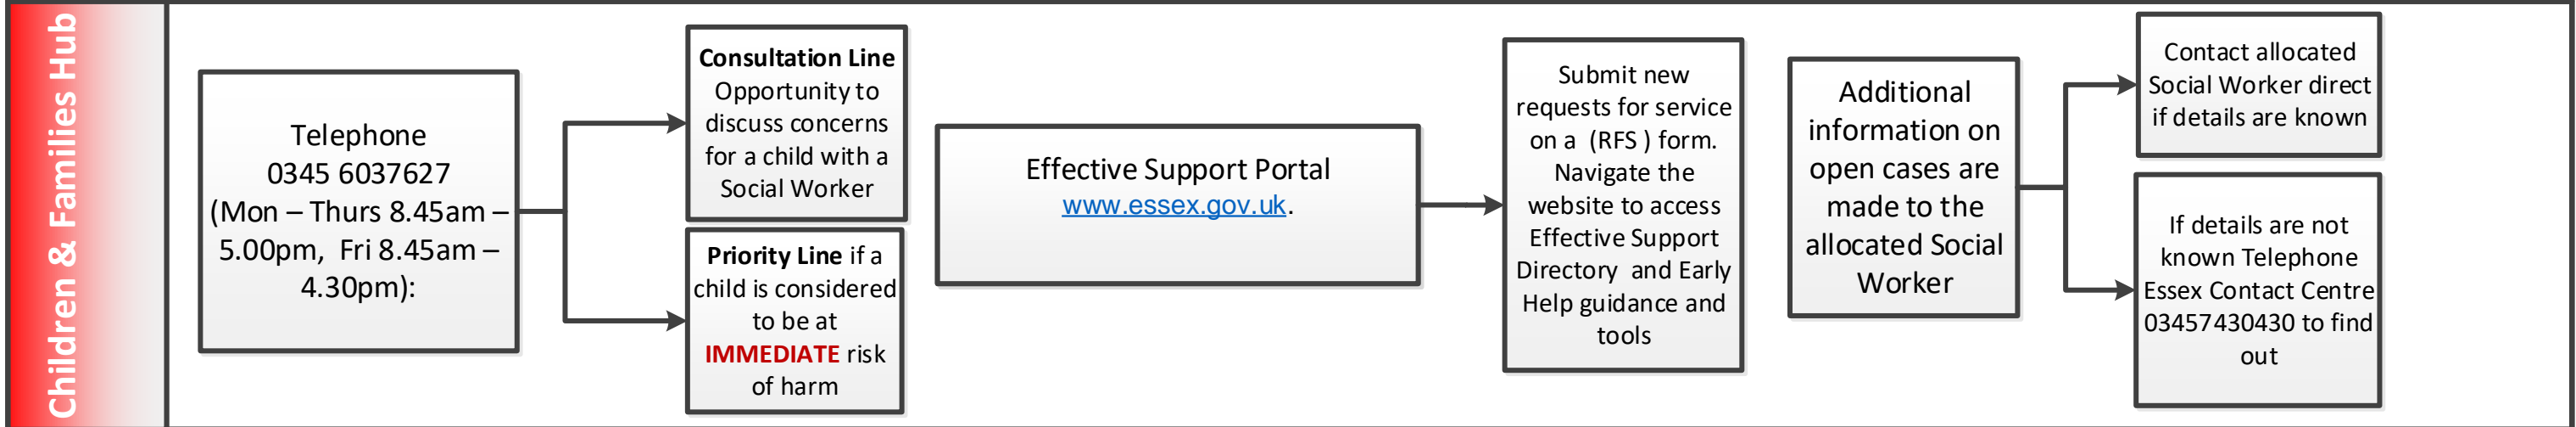 Children & Families Hub
Telephone
0345 6037627
(Mon – Thurs 8.45am –
5.00pm, Fri 8.45am –
4.30pm):
Consultation Line
Opportunity to
discuss concerns
for a child with a
Social Worker
Priority Line if a
child is considered
to be at
IMMEDIATE risk
of harm
Effective Support Portal
www.essex.gov.uk.
Submit new
requests for service
on a (RFS ) form.
Navigate the
website to access
Effective Support
Directory and Early
Help guidance and
tools
Additional
information on
open cases are
made to the
allocated Social
Worker
Contact allocated
Social Worker direct
if details are known
If details are not
known Telephone
Essex Contact Centre
03457430430 to find
out